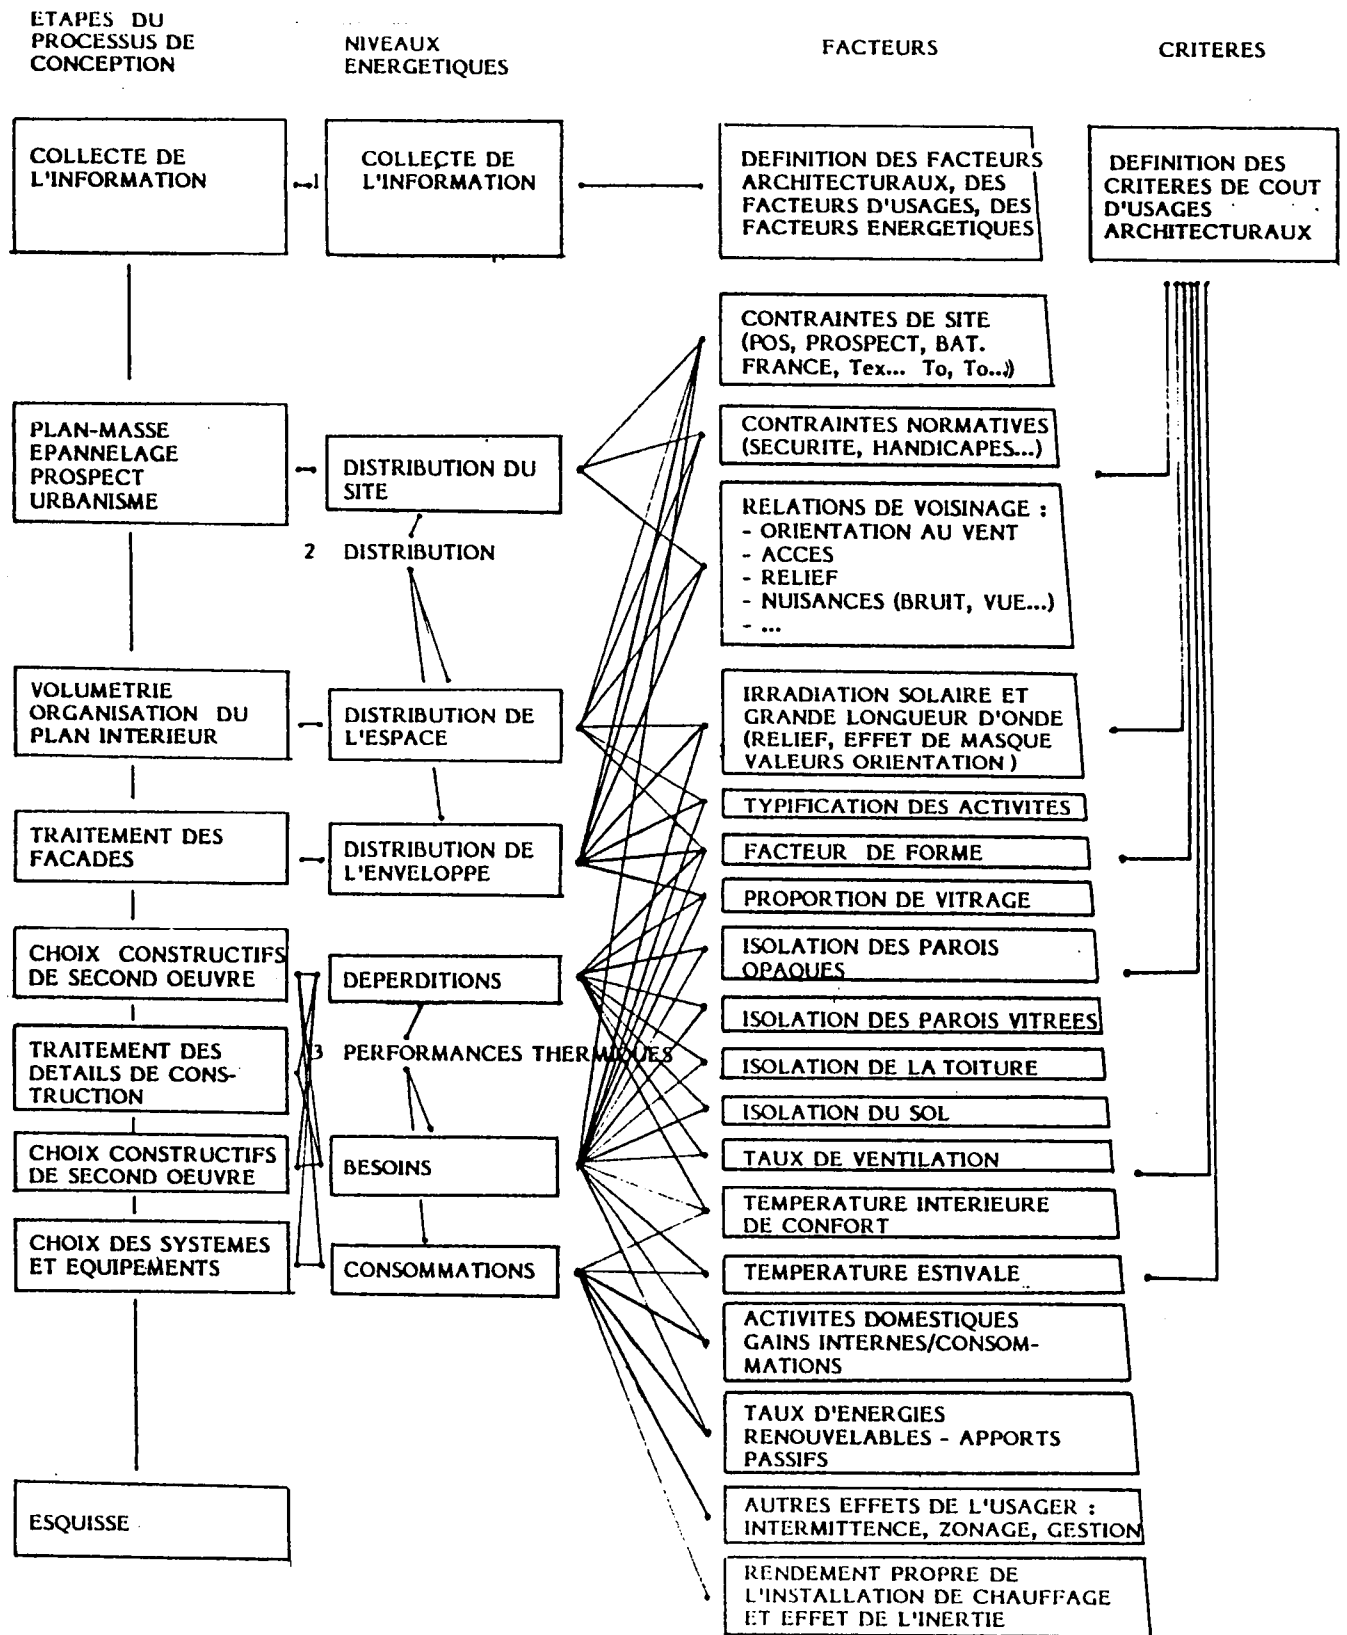 ETAPES DU
PROCESSUS DE
CONCEPTION
NIVEAUX
ENERGETIQUES
FACTEURS
CRITERES
COLLECTE DE
L'INFORMATION
1
COLLECTE DE
L'INFORMATION
DEFINITION DES FACTEURS
ARCHITECTURAUX, DES
FACTEURS D'USAGES, DES
FACTEURS ENERGETIQUES
DEFINITION DES
CRITERES DE COUT
D'USAGES
ARCHITECTURAUX
CONTRAINTES DE SITE
(POS, PROSPECT, BAT.
FRANCE, Tex... To, To...)
PLAN-MASSE
EPANNELAGE
PROSPECT
URBANISME
DISTRIBUTION DU
SITE
CONTRAINTES NORMATIVES
(SECURITE, HANDICAPES...)
2 DISTRIBUTION
RELATIONS DE VOISINAGE :
- ORIENTATION AU VENT
- ACCES
- RELIEF
- NUISANCES (BRUIT, VUE...)
- ...
VOLUMETRIE
ORGANISATION DU
PLAN INTERIEUR
DISTRIBUTION DE
L'ESPACE
IRRADIATION SOLAIRE ET
GRANDE LONGUEUR D'ONDE
(RELIEF, EFFET DE MASQUE
VALEURS ORIENTATION )
TYPIFICATION DES ACTIVITES
TRAITEMENT DES
FACADES
DISTRIBUTION DE
L'ENVELOPPE
FACTEUR DE FORME
PROPORTION DE VITRAGE
CHOIX CONSTRUCTIFS
DE SECOND OEUVRE
DEPERDITIONS
ISOLATION DES PAROIS
OPAQUES
ISOLATION DES PAROIS VITREES
TRAITEMENT DES
DETAILS DE CONS-
TRUCTION
3 PERFORMANCES THERMIQUES
ISOLATION DE LA TOITURE
ISOLATION DU SOL
CHOIX CONSTRUCTIFS
DE SECOND OEUVRE
BESOINS
TAUX DE VENTILATION
TEMPERATURE INTERIEURE
DE CONFORT
CHOIX DES SYSTEMES
ET EQUIPEMENTS
CONSOMMATIONS
TEMPERATURE ESTIVALE
ACTIVITES DOMESTIQUES
GAINS INTERNES/CONSOM-
MATIONS
TAUX D'ENERGIES
RENOUVELABLES - APPORTS
PASSIFS
ESQUISSE
AUTRES EFFETS DE L'USAGER :
INTERMITTENCE, ZONAGE, GESTION
RENDEMENT PROPRE DE
L'INSTALLATION DE CHAUFFAGE
ET EFFET DE L'INERTIE